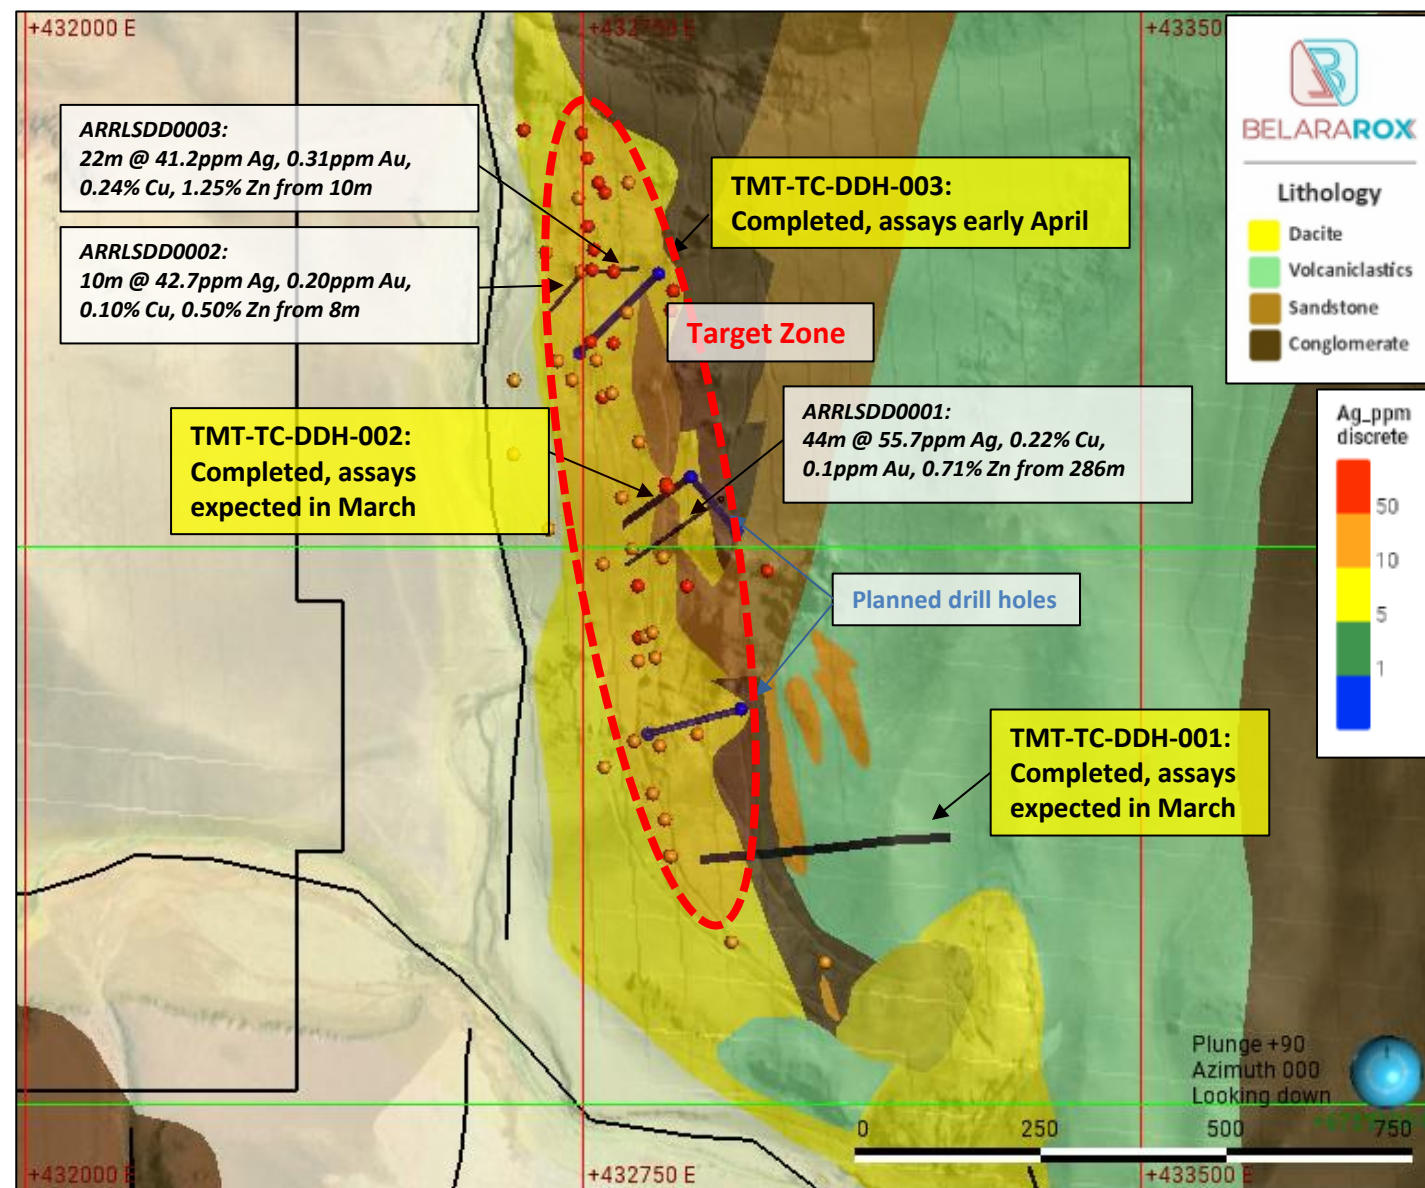 +432000 E
+432750 E
+433500
BELARAROX
Lithology
Dacite
Volcaniclastics
Sandstone
Conglomerate
Ag_ppm
discrete
50
10
5
1
ARRLSDD0003:
22m @ 41.2ppm Ag, 0.31ppm Au,
0.24% Cu, 1.25% Zn from 10m
ARRLSDD0002:
10m @ 42.7ppm Ag, 0.20ppm Au,
0.10% Cu, 0.50% Zn from 8m
TMT-TC-DDH-003:
Completed, assays early April
Target Zone
TMT-TC-DDH-002:
Completed, assays
expected in March
ARRLSDD0001:
44m @ 55.7ppm Ag, 0.22% Cu,
0.1ppm Au, 0.71% Zn from 286m
Planned drill holes
TMT-TC-DDH-001:
Completed, assays
expected in March
Plunge +90
Azimuth 000
Looking down
0
250
500
750
+432000 E
+432750 E
+433500 E